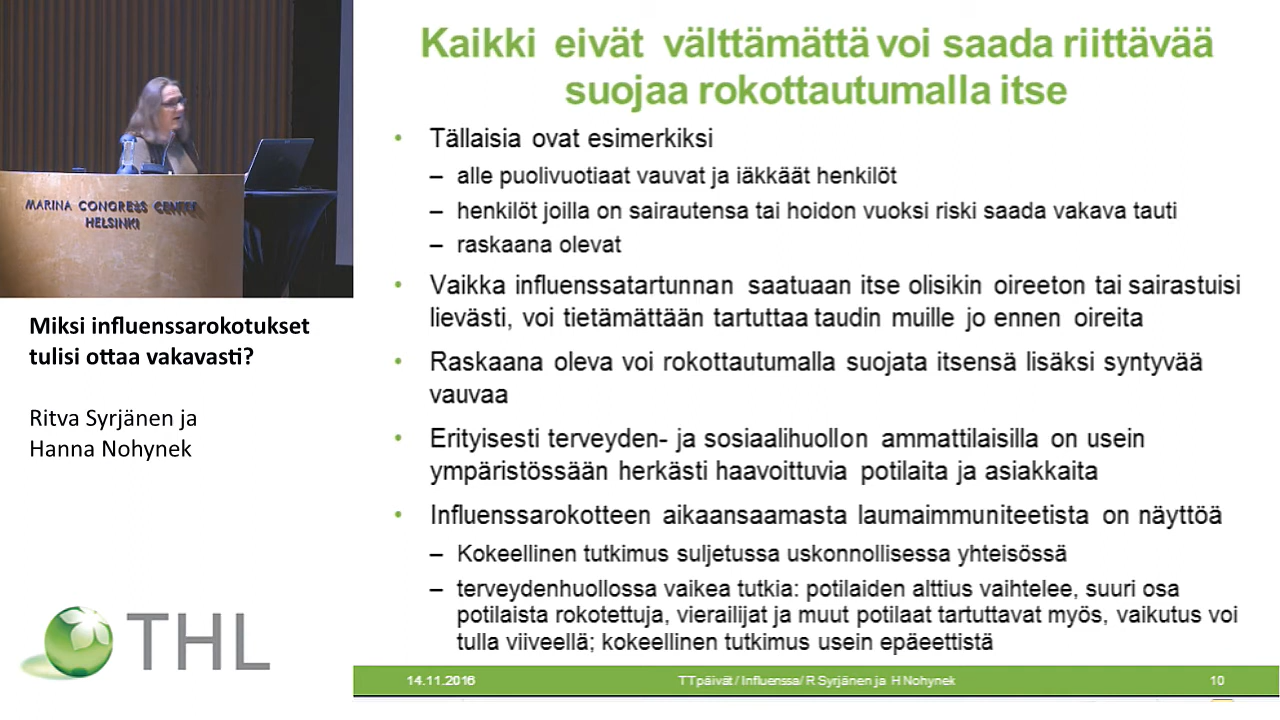 MARINA CONGRESS CENTER
HELSINKI
Miksi influenssarokotukset
tulisi ottaa vakavasti?
Ritva Syrjänen ja
Hanna Nohynek
THL
Kaikki eivät välttämättä voi saada riittävää
suojaa rokottautumalla itse
• Tällaisia ovat esimerkiksi
– alle puolivuotiaat vauvat ja iäkkäät henkilöt
– henkilöt joilla on sairautensa tai hoidon vuoksi riski saada vakava tauti
– raskaana olevat
• Vaikka influenssatartunnan saatuaan itse olisikin oireeton tai sairastuisi
lievästi, voi tietämättään tartuttaa taudin muille jo ennen oireita
• Raskaana oleva voi rokottautumalla suojata itsensä lisäksi syntyvää
vauvaa
• Erityisesti terveyden- ja sosiaalihuollon ammattilaisilla on usein
ympäristössään herkästi haavoittuvia potilaita ja asiakkaita
• Influenssarokotteen aikaansaamasta laumaimmuniteetista on näyttöä
– Kokeellinen tutkimus suljetussa uskonnollisessa yhteisössä
– terveydenhuollossa vaikea tutkia: potilaiden alttius vaihtelee, suuri osa
potilaista rokotettuja, vierailijat ja muut potilaat tartuttavat myös, vaikutus voi
tulla viiveellä; kokeellinen tutkimus usein epäeettistä
14.11.2016 TTpäivät / Influenssa/ R Syrjänen ja H Nohynek 10